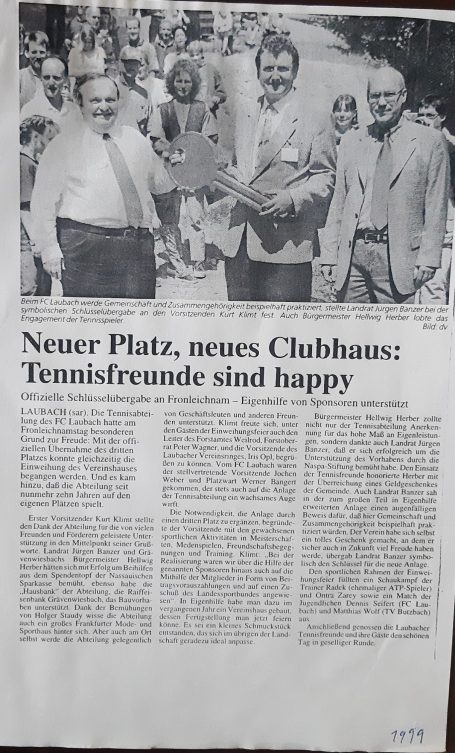 Beim FC Laubach werde Gemeinschaft und Zusammengehörigkeit beispielhaft praktiziert, stellte Landrat Jürgen Banzer bei der
symbolischen Schlüsselübergabe an den Vorsitzenden Kurt Klimt fest. Auch Bürgermeister Hellwig Herber lobte das
Engagement der Tennisspieler. Bild: dv
Neuer Platz, neues Clubhaus:
Tennisfreunde sind happy
Offizielle Schlüsselübergabe an Fronleichnam – Eigenhilfe von Sponsoren unterstützt
LAUBACH (sar). Die Tennisabtei-
lung des FC Laubach hatte am
Fronleichnamstag besonderen
Grund zur Freude: Mit der offi-
ziellen Übernahme des dritten
Platzes konnte gleichzeitig die
Einweihung des Vereinshauses
begangen werden. Und es kam
hinzu, daß die Abteilung seit
nunmehr zehn Jahren auf den
eigenen Plätzen spielt.
Erster Vorsitzender Kurt Klimt stellte
den Dank der Abteilung für die von vielen
Freunden und Förderern geleistete Unter-
stützung in den Mittelpunkt seiner Gruß-
worte. Landrat Jürgen Banzer und Grä-
venwiesbachs Bürgermeister Hellwig
Herber hätten sich mit Erfolg um Beihilfen
aus dem Spendentopf der Nassauischen
Sparkasse bemüht, ebenso habe die
„Hausbank" der Abteilung, die Raiffei-
senbank Grävenwiesbach, das Bauvorha-
ben unterstützt. Dank der Bemühungen
von Holger Staudy wisse die Abteilung
auch ein großes Frankfurter Mode- und
Sporthaus hinter sich. Aber auch am Ort
selbst werde die Abteilung gelegentlich
von Geschäftsleuten und anderen Freun-
den unterstützt. Klimt freute sich, unter
den Gästen der Einweihungsfeier auch den
Leiter des Forstamtes Weilrod, Forstober-
rat Peter Wagner, und die Vorsitzende des
Laubacher Vereinsringes, Iris Opl, begrü-
ßen zu können. Vom FC Laubach waren
der stellvertretende Vorsitzende Jochen
Weber und Platzwart Werner Bangert
gekommen, der stets auch auf die Anlage
der Tennisabteilung ein wachsames Auge
wirft.
Die Notwendigkeit, die Anlage durch
einen dritten Platz zu ergänzen, begründe-
te der Vorsitzende mit den gewachsenen
sportlichen Aktivitäten in Meisterschaf-
ten, Medenspielen, Freundschaftsbegeg-
nungen und Training. Klimt: „Bei der
Realisierung waren wir über die Hilfe der
genannten Sponsoren hinaus auch auf die
Mithilfe der Mitglieder in Form von Bei-
tragsvorauszahlungen und auf einen Zu-
schuß des Landessportbundes angewie-
sen" In Eigenhilfe habe man dazu im
vergangenen Jahr ein Vereinshaus gebaut,
dessen Fertigstellung man jetzt feiern
könne. Es sei ein kleines Schmuckstück
entstanden, das sich im übrigen der Land-
schaft geradezu ideal anpasse.
Bürgermeister Hellwig Herber zollte
nicht nur der Tennisabteilung Anerken-
nung für das hohe Maß an Eigenleistun-
gen, sondern dankte auch Landrat Jürgen
Banzer, daß er sich erfolgreich um die
Unterstützung des Vorhabens durch die
Naspa-Stiftung bemüht habe. Den Einsatz
der Tennisfreunde honorierte Herber mit
der Überreichung eines Geldgeschenkes
der Gemeinde. Auch Landrat Banzer sah
in der zum großen Teil in Eigenhilfe
erweiterten Anlage einen augenfälligen
Beweis dafür, daß hier Gemeinschaft und
Zusammengehörigkeit beispielhaft prak-
tiziert würden. Der Verein habe sich selbst
ein tolles Geschenk gemacht, an dem er
sicher auch in Zukunft viel Freude haben
werde, übergab Landrat Banzer symbo-
lisch den Schlüssel für die neue Anlage.
Den sportlichen Rahmen der Einwei-
hungsfeier füllten ein Schaukampf der
Trainer Radek (ehemaliger ATP-Spieler)
und Omra Zarey sowie ein Match der
Jugendlichen Dennis Seifert (FC Lau-
bach) und Matthias Wolf (TV Butzbach)
aus.
Anschließend genossen die Laubacher
Tennisfreunde und ihre Gäste den schönen
Tag in geselliger Runde.
1999